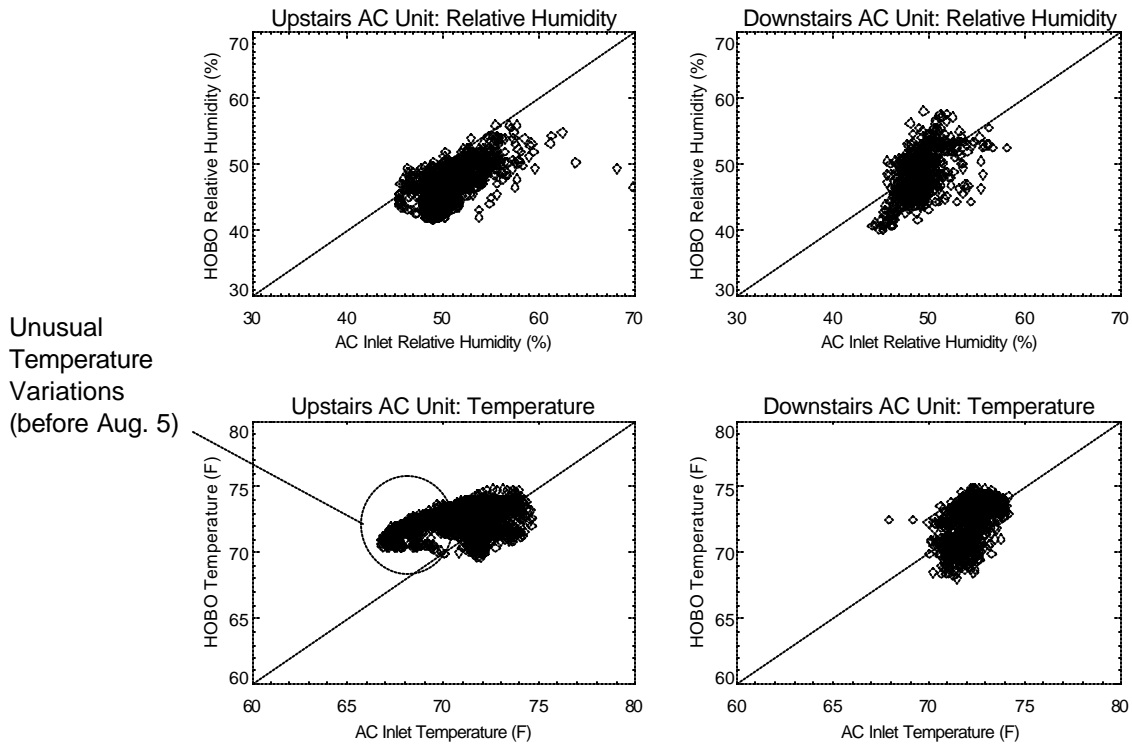 Upstairs AC Unit: Relative Humidity
70
60
50
40
30
HOBO Relative Humidity (%)
30 40 50 60 70
AC Inlet Relative Humidity (%)
Downstairs AC Unit: Relative Humidity
70
60
50
40
30
HOBO Relative Humidity (%)
30 40 50 60 70
AC Inlet Relative Humidity (%)
Unusual
Temperature
Variations
(before Aug. 5)
Upstairs AC Unit: Temperature
80
75
70
65
60
HOBO Temperature (F)
60 65 70 75 80
AC Inlet Temperature (F)
Downstairs AC Unit: Temperature
80
75
70
65
60
HOBO Temperature (F)
60 65 70 75 80
AC Inlet Temperature (F)